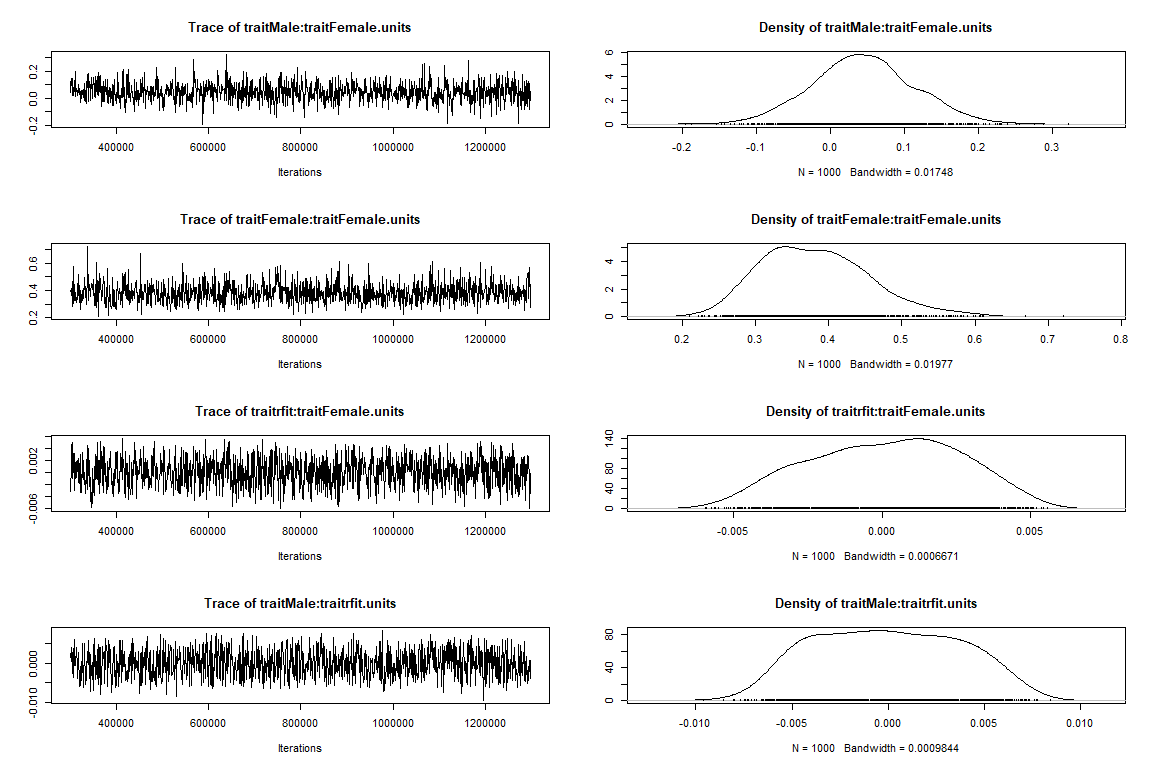 Trace of traitMale:traitFemale.units
Density of traitMale:traitFemale.units
-0.2 0.0 0.2
400000 600000 800000 1000000 1200000
Iterations
0 2 4 6
-0.2 -0.1 0.0 0.1 0.2 0.3
N = 1000 Bandwidth = 0.01748
Trace of traitFemale:traitFemale.units
Density of traitFemale:traitFemale.units
0.2 0.4 0.6
400000 600000 800000 1000000 1200000
Iterations
0 2 4
0.2 0.3 0.4 0.5 0.6 0.7 0.8
N = 1000 Bandwidth = 0.01977
Trace of traitrfit:traitFemale.units
Density of traitrfit:traitFemale.units
-0.006 0.002
400000 600000 800000 1000000 1200000
Iterations
0 40 80 140
-0.005 0.000 0.005
N = 1000 Bandwidth = 0.0006671
Trace of traitMale:traitrfit.units
Density of traitMale:traitrfit.units
-0.010 0.000
400000 600000 800000 1000000 1200000
Iterations
0 40 80
-0.010 -0.005 0.000 0.005 0.010
N = 1000 Bandwidth = 0.0009844